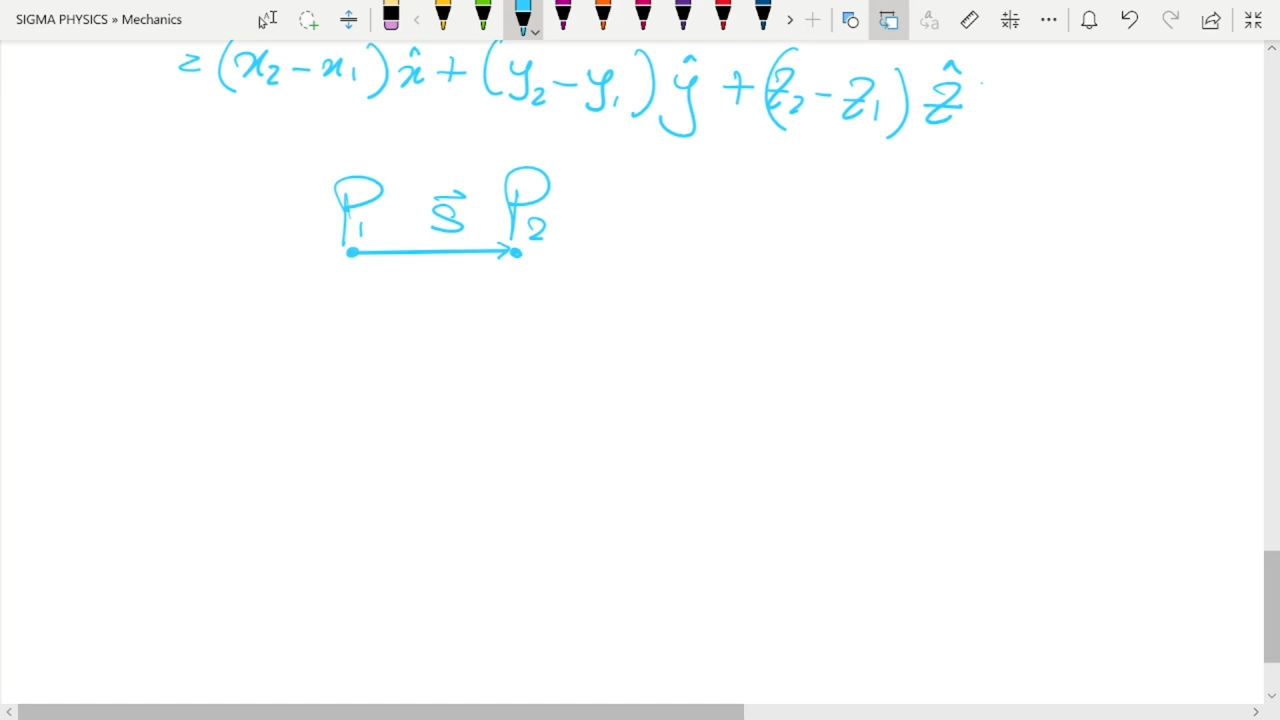 SIGMA PHYSICS » Mechanics
= (x₂ - x₁) x̂ + (y₂ - y₁) ŷ + (z₂ - z₁) ẑ
P₁ s⃗ P₂